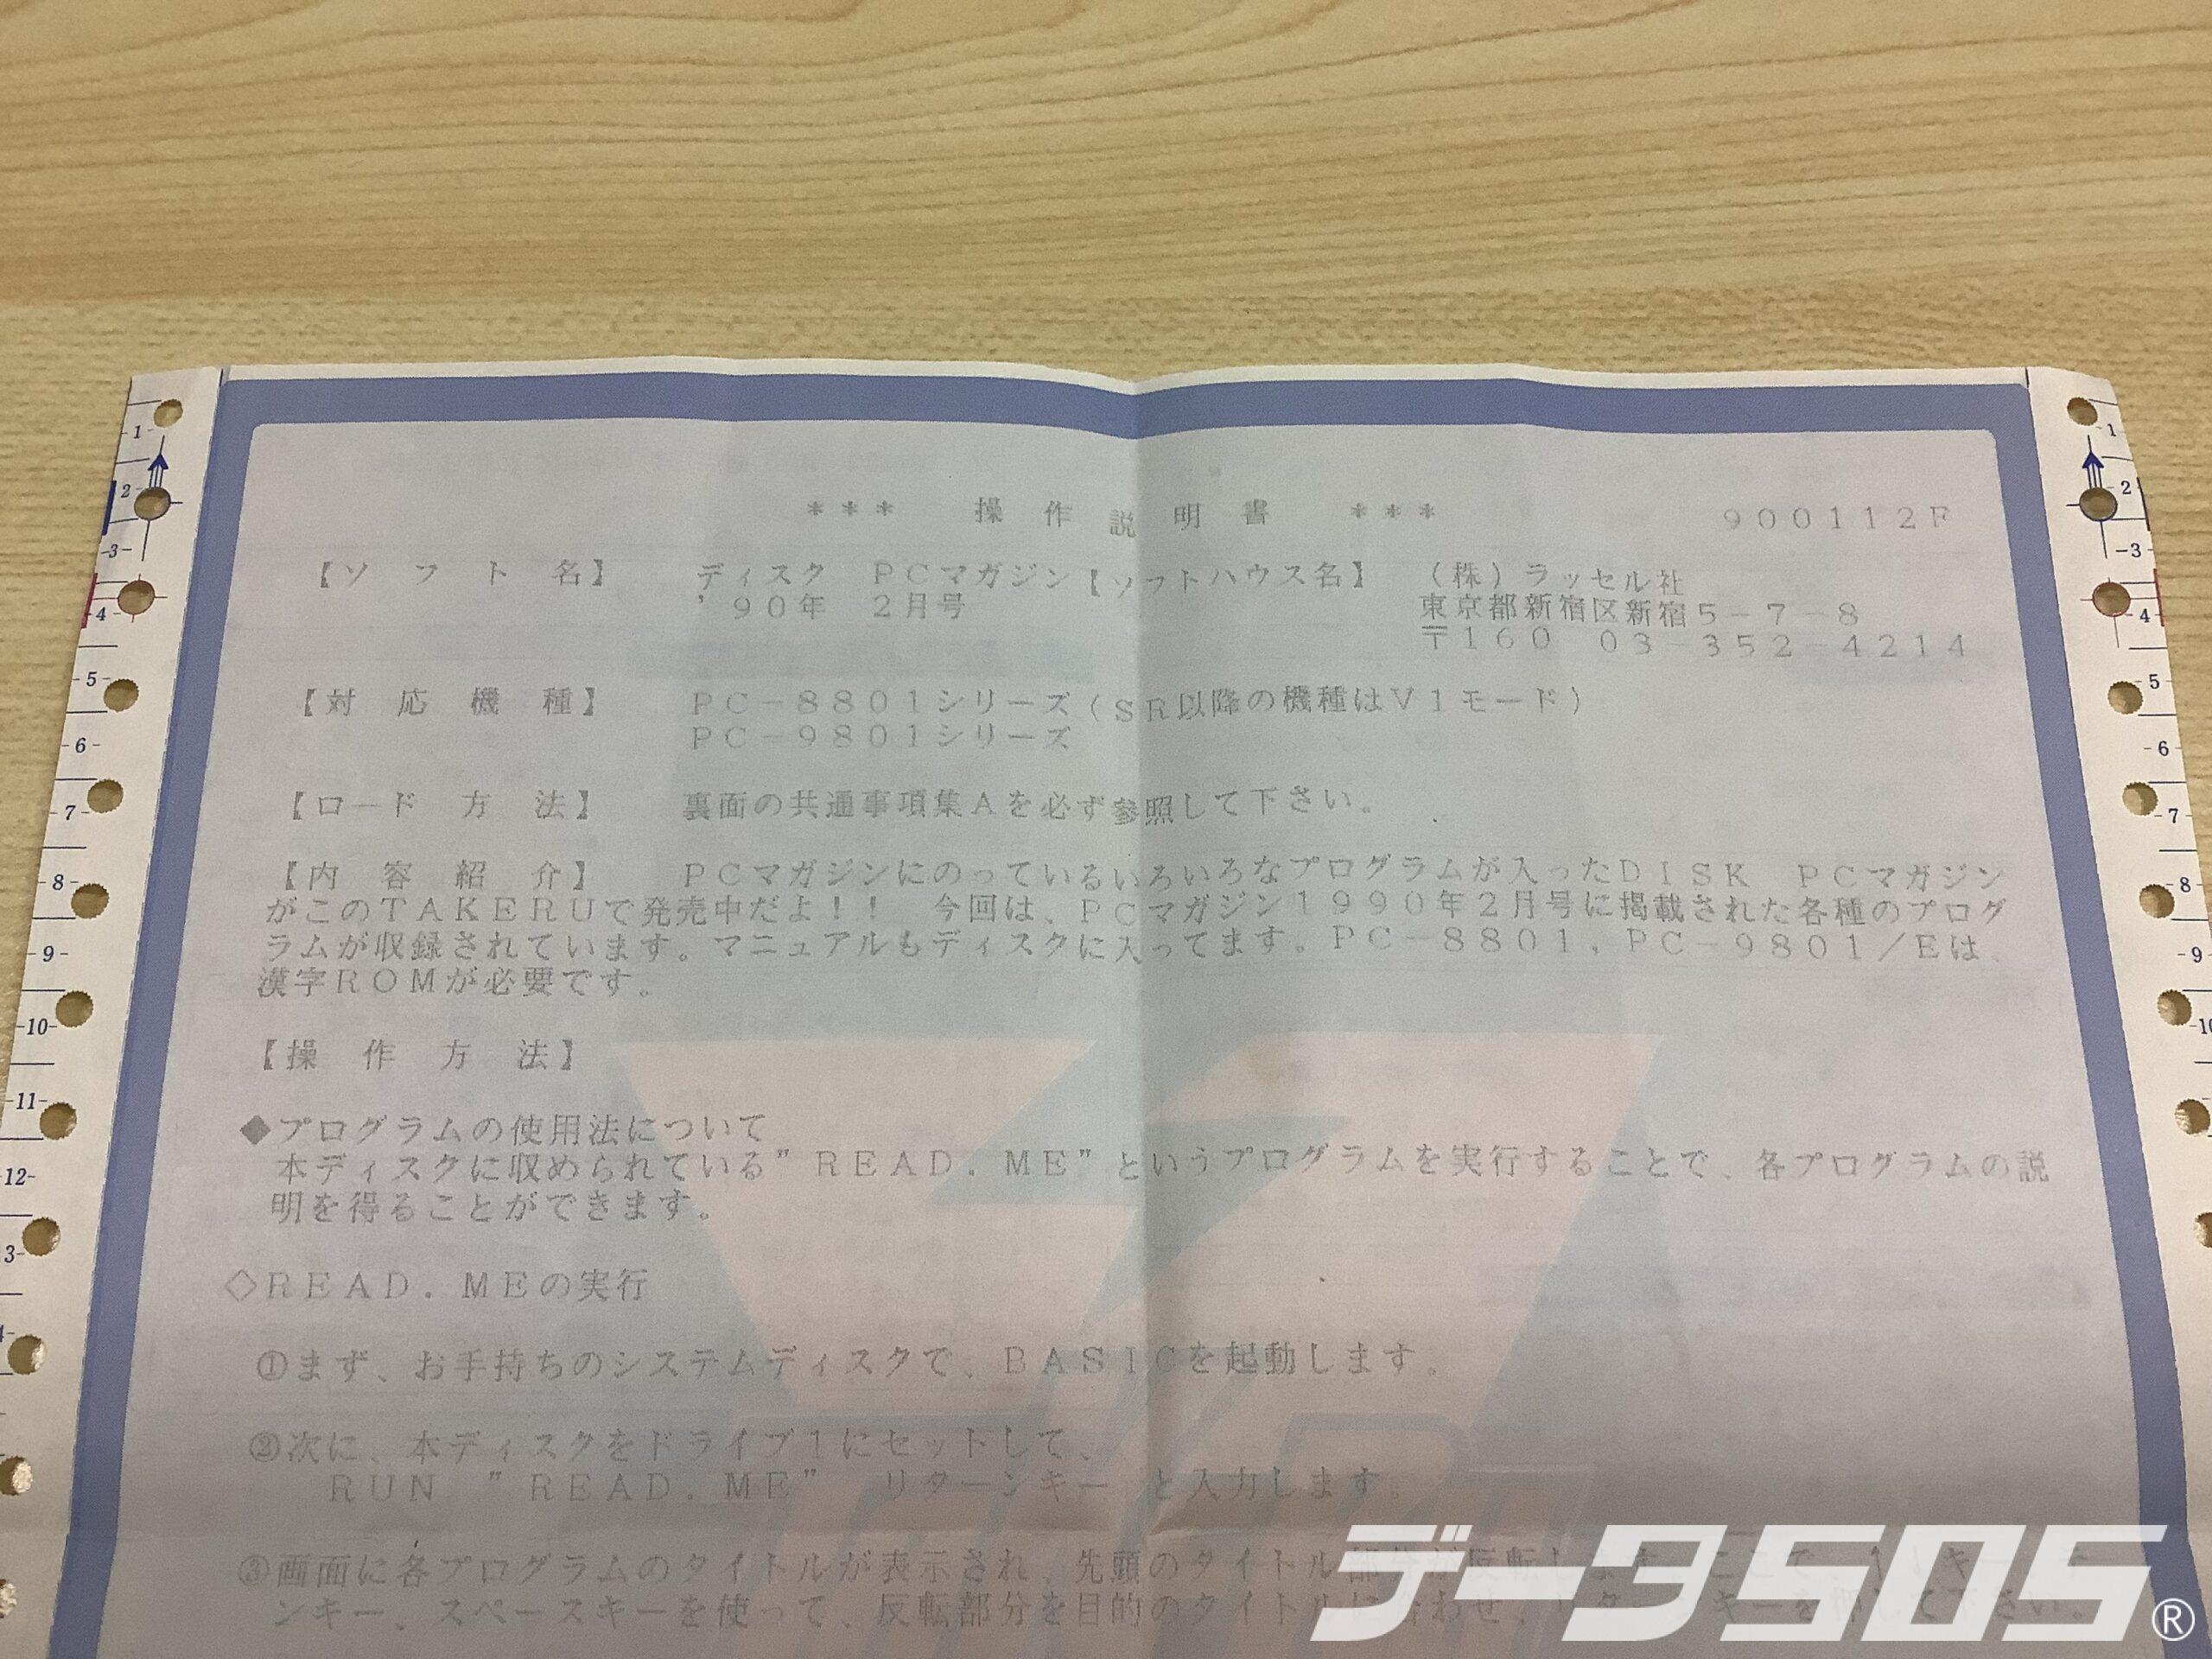 ＊＊＊　操　作　説　明　書　＊＊＊　９００１１２Ｆ
【ソ　フ　ト　名】　ディスク　ＰＣマガジン【ソフトハウス名】　（株）ラッセル社
’９０年　２月号　東京都新宿区新宿５－７－８
〒１６０　０３－３５２－４２１４
【対　応　機　種】　ＰＣ－８８０１シリーズ（ＳＲ以降の機種はＶ１モード）
ＰＣ－９８０１シリーズ
【ロ－ド　方　法】　裏面の共通事項集Ａを必ず参照して下さい。
【内　容　紹　介】　ＰＣマガジンにのっているいろいろなプログラムが入ったＤＩＳＫ　ＰＣマガジン
がこのＴＡＫＥＲＵで発売中だよ！！　今回は、ＰＣマガジン１９９０年２月号に掲載された各種のプログ
ラムが収録されています。マニュアルもディスクに入ってます。ＰＣ－８８０１，ＰＣ－９８０１／Ｅは、
漢字ＲＯＭが必要です。
【操　作　方　法】
◆プログラムの使用法について
本ディスクに収められている”ＲＥＡＤ．ＭＥ”というプログラムを実行することで、各プログラムの説
明を得ることができます。
◇ＲＥＡＤ．ＭＥの実行
①まず、お手持ちのシステムディスクで、ＢＡＳＩＣを起動します。
②次に、本ディスクをドライブ１にセットして、
ＲＵＮ　”ＲＥＡＤ．ＭＥ”　リターンキー　と入力します。
③画面に各プログラムのタイトルが表示され、先頭のタイトル部分が反転し
ンキー、スペースキーを使って、反転部分を目的のタイトルに合わせ、
データSOS®